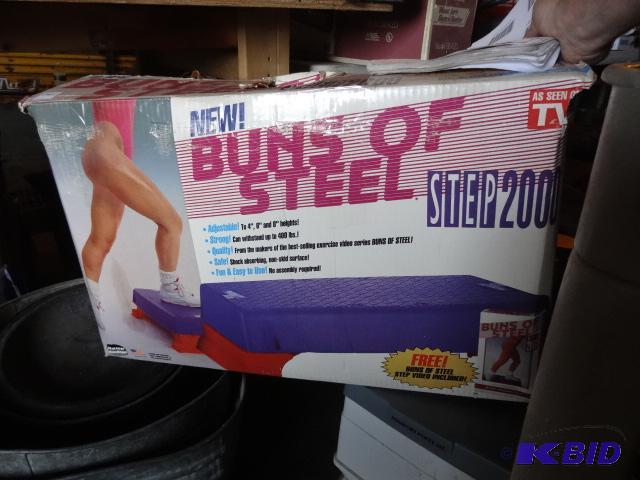 NEW!
BUNS OF
STEEL
STEP 2000
AS SEEN
TV
• Adjustable! To 4", 6" and 8" heights!
• Strong! Can withstand up to 400 lbs.!
• Quality! From the makers of the best-selling exercise video series BUNS OF STEEL!
• Safe! Shock absorbing, non-skid surface!
• Fun & Easy to Use! No assembly required!
FREE!
BUNS OF STEEL
STEP VIDEO INCLUDED!
BUNS OF
STEEL
K-BID